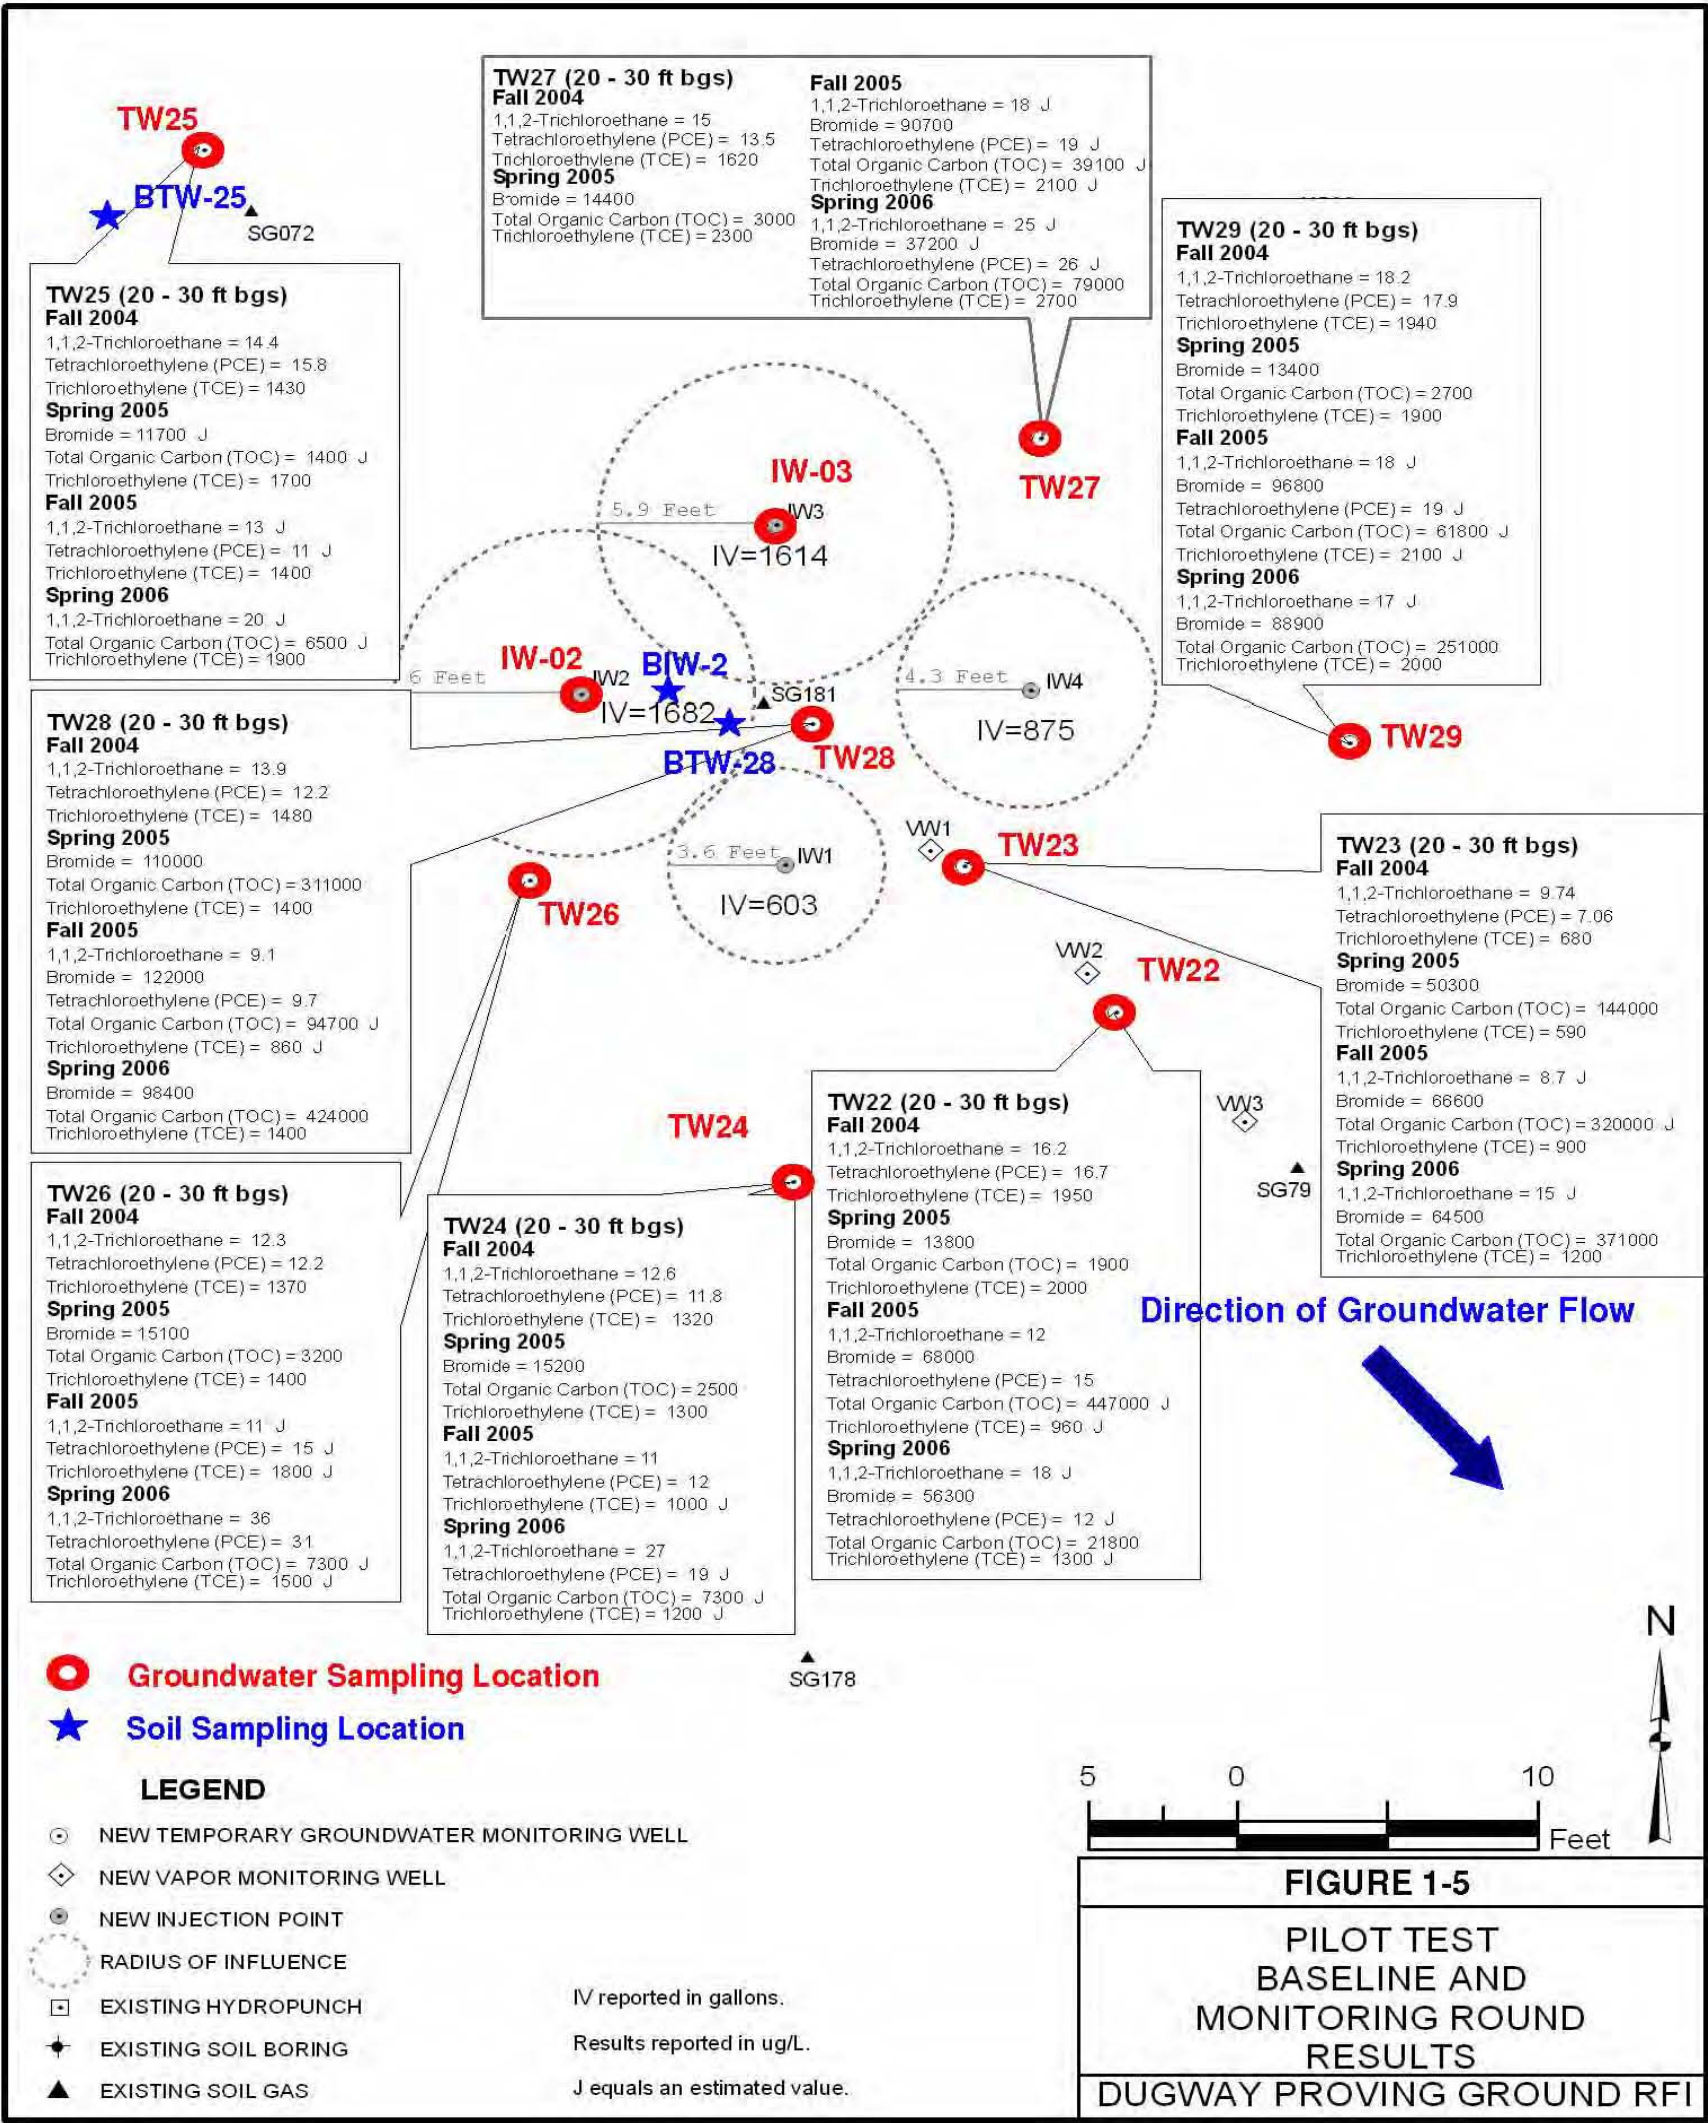 TW25
BTW-25
SG072
TW27 (20 - 30 ft bgs)
Fall 2004
1,1,2-Trichloroethane = 15
Tetrachloroethylene (PCE) = 13.5
Trichloroethylene (TCE) = 1620
Spring 2005
Bromide = 14400
Total Organic Carbon (TOC) = 3000
Trichloroethylene (TCE) = 2300
Fall 2005
1,1,2-Trichloroethane = 18 J
Bromide = 90700
Tetrachloroethylene (PCE) = 19 J
Total Organic Carbon (TOC) = 39100 J
Trichloroethylene (TCE) = 2100 J
Spring 2006
1,1,2-Trichloroethane = 25 J
Bromide = 37200 J
Tetrachloroethylene (PCE) = 26 J
Total Organic Carbon (TOC) = 79000
Trichloroethylene (TCE) = 2700
TW29 (20 - 30 ft bgs)
Fall 2004
1,1,2-Trichloroethane = 18.2
Tetrachloroethylene (PCE) = 17.9
Trichloroethylene (TCE) = 1940
Spring 2005
Bromide = 13400
Total Organic Carbon (TOC) = 2700
Trichloroethylene (TCE) = 1900
Fall 2005
1,1,2-Trichloroethane = 18 J
Bromide = 96800
Tetrachloroethylene (PCE) = 19 J
Total Organic Carbon (TOC) = 61800 J
Trichloroethylene (TCE) = 2100 J
Spring 2006
1,1,2-Trichloroethane = 17 J
Bromide = 88900
Total Organic Carbon (TOC) = 251000
Trichloroethylene (TCE) = 2000
TW25 (20 - 30 ft bgs)
Fall 2004
1,1,2-Trichloroethane = 14.4
Tetrachloroethylene (PCE) = 15.8
Trichloroethylene (TCE) = 1430
Spring 2005
Bromide = 11700 J
Total Organic Carbon (TOC) = 1400 J
Trichloroethylene (TCE) = 1700
Fall 2005
1,1,2-Trichloroethane = 13 J
Tetrachloroethylene (PCE) = 11 J
Trichloroethylene (TCE) = 1400
Spring 2006
1,1,2-Trichloroethane = 20 J
Total Organic Carbon (TOC) = 6500 J
Trichloroethylene (TCE) = 1900
IW-03
TW27
5.9 Feet
IW3
IV=1614
IW-02
BIW-2
6 Feet
IW2
SG181
4.3 Feet
IW4
IV=1682
IV=875
BTW-28
TW28
TW29
VW1
TW23
3.6 Feet
IW1
IV=603
TW26
VW2
TW22
TW28 (20 - 30 ft bgs)
Fall 2004
1,1,2-Trichloroethane = 13.9
Tetrachloroethylene (PCE) = 12.2
Trichloroethylene (TCE) = 1480
Spring 2005
Bromide = 110000
Total Organic Carbon (TOC) = 311000
Trichloroethylene (TCE) = 1400
Fall 2005
1,1,2-Trichloroethane = 9.1
Bromide = 122000
Tetrachloroethylene (PCE) = 9.7
Total Organic Carbon (TOC) = 94700 J
Trichloroethylene (TCE) = 860 J
Spring 2006
Bromide = 98400
Total Organic Carbon (TOC) = 424000
Trichloroethylene (TCE) = 1400
TW23 (20 - 30 ft bgs)
Fall 2004
1,1,2-Trichloroethane = 9.74
Tetrachloroethylene (PCE) = 7.06
Trichloroethylene (TCE) = 680
Spring 2005
Bromide = 50300
Total Organic Carbon (TOC) = 144000
Trichloroethylene (TCE) = 590
Fall 2005
1,1,2-Trichloroethane = 8.7 J
Bromide = 66600
Total Organic Carbon (TOC) = 320000 J
Trichloroethylene (TCE) = 900
Spring 2006
1,1,2-Trichloroethane = 15 J
Bromide = 64500
Total Organic Carbon (TOC) = 371000
Trichloroethylene (TCE) = 1200
TW24
VW3
SG79
TW26 (20 - 30 ft bgs)
Fall 2004
1,1,2-Trichloroethane = 12.3
Tetrachloroethylene (PCE) = 12.2
Trichloroethylene (TCE) = 1370
Spring 2005
Bromide = 15100
Total Organic Carbon (TOC) = 3200
Trichloroethylene (TCE) = 1400
Fall 2005
1,1,2-Trichloroethane = 11 J
Tetrachloroethylene (PCE) = 15 J
Trichloroethylene (TCE) = 1800 J
Spring 2006
1,1,2-Trichloroethane = 36
Tetrachloroethylene (PCE) = 31
Total Organic Carbon (TOC) = 7300 J
Trichloroethylene (TCE) = 1500 J
TW24 (20 - 30 ft bgs)
Fall 2004
1,1,2-Trichloroethane = 12.6
Tetrachloroethylene (PCE) = 11.8
Trichloroethylene (TCE) = 1320
Spring 2005
Bromide = 15200
Total Organic Carbon (TOC) = 2500
Trichloroethylene (TCE) = 1300
Fall 2005
1,1,2-Trichloroethane = 11
Tetrachloroethylene (PCE) = 12
Trichloroethylene (TCE) = 1000 J
Spring 2006
1,1,2-Trichloroethane = 27
Tetrachloroethylene (PCE) = 19 J
Total Organic Carbon (TOC) = 7300 J
Trichloroethylene (TCE) = 1200 J
TW22 (20 - 30 ft bgs)
Fall 2004
1,1,2-Trichloroethane = 16.2
Tetrachloroethylene (PCE) = 16.7
Trichloroethylene (TCE) = 1950
Spring 2005
Bromide = 13800
Total Organic Carbon (TOC) = 1900
Trichloroethylene (TCE) = 2000
Fall 2005
1,1,2-Trichloroethane = 12
Bromide = 68000
Tetrachloroethylene (PCE) = 15
Total Organic Carbon (TOC) = 447000 J
Trichloroethylene (TCE) = 960 J
Spring 2006
1,1,2-Trichloroethane = 18 J
Bromide = 56300
Tetrachloroethylene (PCE) = 12 J
Total Organic Carbon (TOC) = 21800
Trichloroethylene (TCE) = 1300 J
Direction of Groundwater Flow
SG178
Groundwater Sampling Location
Soil Sampling Location
LEGEND
NEW TEMPORARY GROUNDWATER MONITORING WELL
NEW VAPOR MONITORING WELL
NEW INJECTION POINT
RADIUS OF INFLUENCE
EXISTING HYDROPUNCH
EXISTING SOIL BORING
EXISTING SOIL GAS
IV reported in gallons.
Results reported in ug/L.
J equals an estimated value.
N
5 0 10
Feet
FIGURE 1-5
PILOT TEST
BASELINE AND
MONITORING ROUND
RESULTS
DUGWAY PROVING GROUND RFI